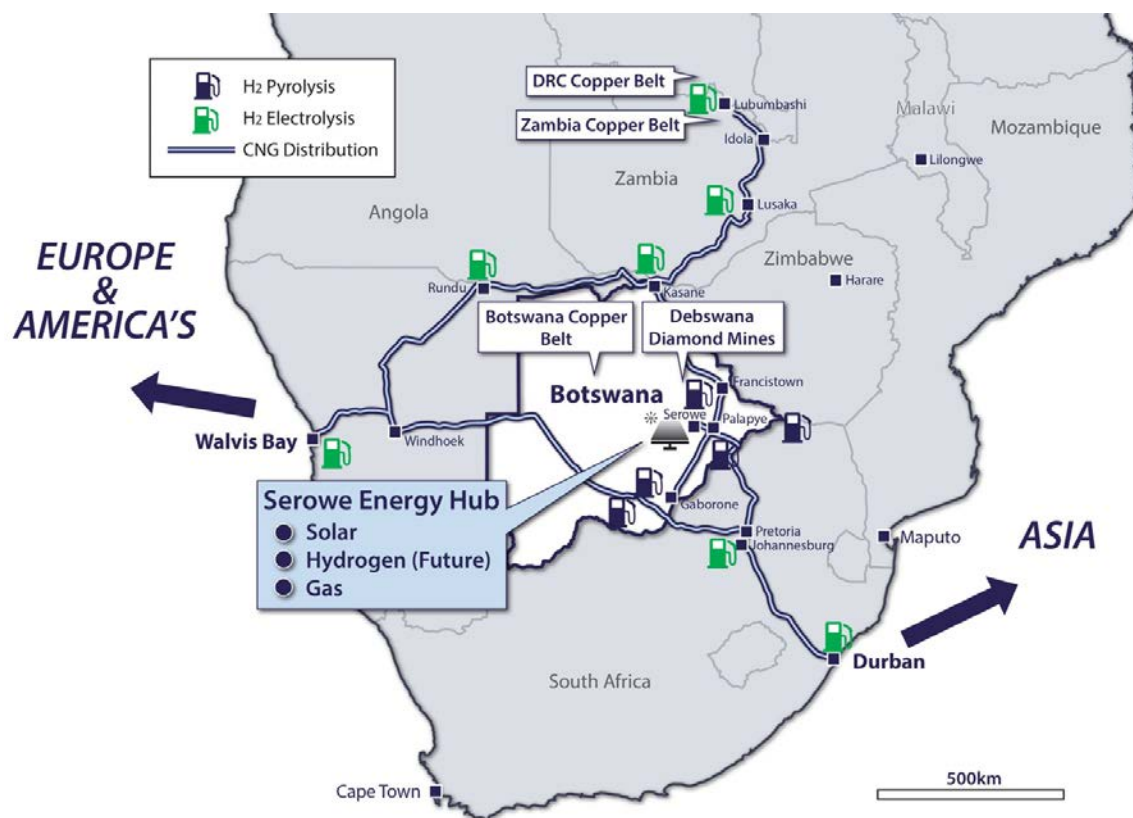 H2 Pyrolysis
H2 Electrolysis
CNG Distribution
DRC Copper Belt
Lubumbashi
Zambia Copper Belt
Idola
Malawi
Mozambique
Lilongwe
Zambia
Lusaka
Angola
EUROPE
&
AMERICA'S
Zimbabwe
Harare
Rundu
Kasane
Botswana Copper
Belt
Debswana
Diamond Mines
Botswana
Francistown
Serowe
Palapye
Walvis Bay
Windhoek
Serowe Energy Hub
Solar
Hydrogen (Future)
Gas
Gaborone
Pretoria
Johannesburg
Maputo
ASIA
Durban
South Africa
Cape Town
500km